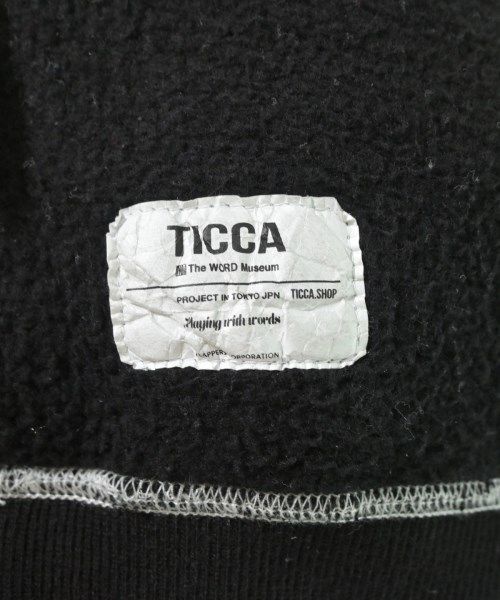 TICCA
The WORD Museum
PROJECT IN TOKYO JPN TICCA.SHOP
Playing with words